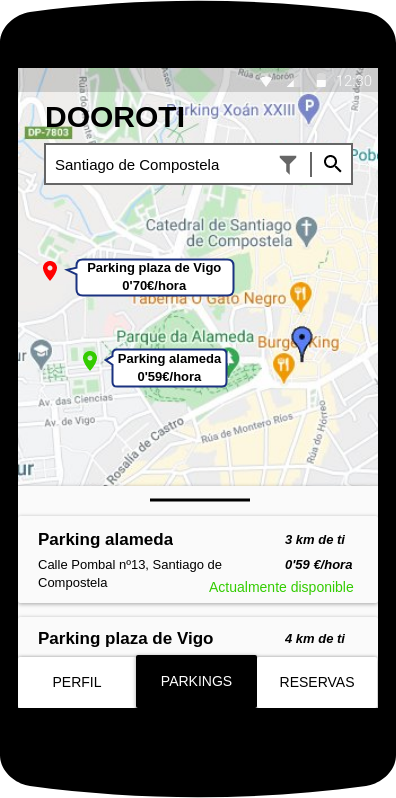 12:30
DOOROTI
arking Xoán XXIII
DP-7803
Pobo
Santiago de Compostela
Catedral de Santiago
de Compostela
Parking plaza de Vigo
0'70€/hora
Taberna O Gato Negro
Parque da Alameda
Burger King
ur
Parking alameda
0'59€/hora
Av. das Ciencias
Av. de Vigo
Rosalía de Castro
Rúa de Montero Ríos
Rúa do Hórreo
ur
Parking alameda
3 km de ti
Calle Pombal nº13, Santiago de
0'59 €/hora
Compostela
Actualmente disponible
Parking plaza de Vigo
4 km de ti
PERFIL
PARKINGS
RESERVAS